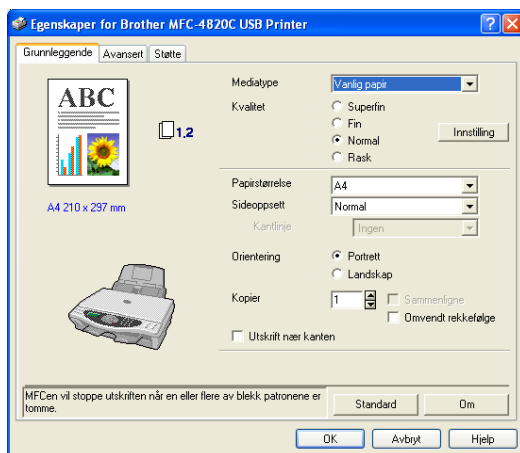 Egenskaper for Brother MFC-4820C USB Printer
Grunnleggende Avansert Støtte
ABC
1.2
A4 210 x 297 mm
Mediatype Vanlig papir
Kvalitet Superfin
Fin
Normal
Rask
Innstilling
Papirstørrelse A4
Sideoppsett Normal
Kantlinje Ingen
Orientering Portrett
Landskap
Kopier 1 Sammenligne
Omvendt rekkefølge
Utskrift nær kanten
MFCen vil stoppe utskriften når en eller flere av blekk patronene er
tomme.
Standard Om
OK Avbryt Hjelp